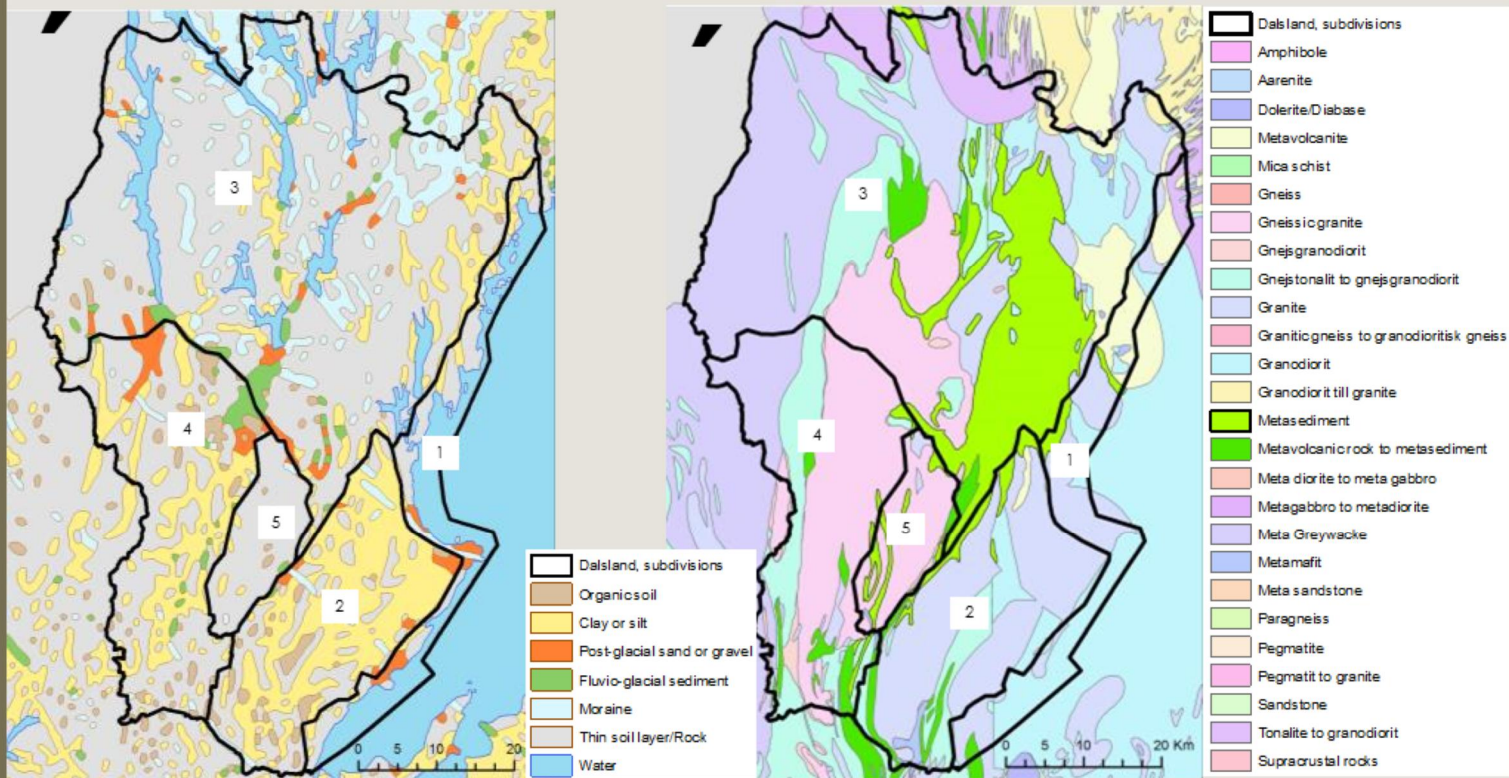 3
4
1
5
2
0 5 10 20
Dalsland, subdivisions
Organic soil
Clay or silt
Post-glacial sand or gravel
Fluvio-glacial sediment
Moraine
Thin soil layer/Rock
Water
3
4
1
5
2
0 5 10 20 Km
Dalsland, subdivisions
Amphibole
Aarenite
Dolerite/Diabase
Metavolcanite
Mica schist
Gneiss
Gneissic granite
Gnejsgranodiorit
Gnejstonalit to gnejsgranodiorit
Granite
Granitic gneiss to granodioritisk gneiss
Granodiorit
Granodiorit till granite
Metasediment
Metavolcanic rock to metasediment
Meta diorite to meta gabbro
Metagabbro to metadiorite
Meta Greywacke
Metamafit
Meta sandstone
Paragneiss
Pegmatite
Pegmatit to granite
Sandstone
Tonalite to granodiorit
Supracrustal rocks